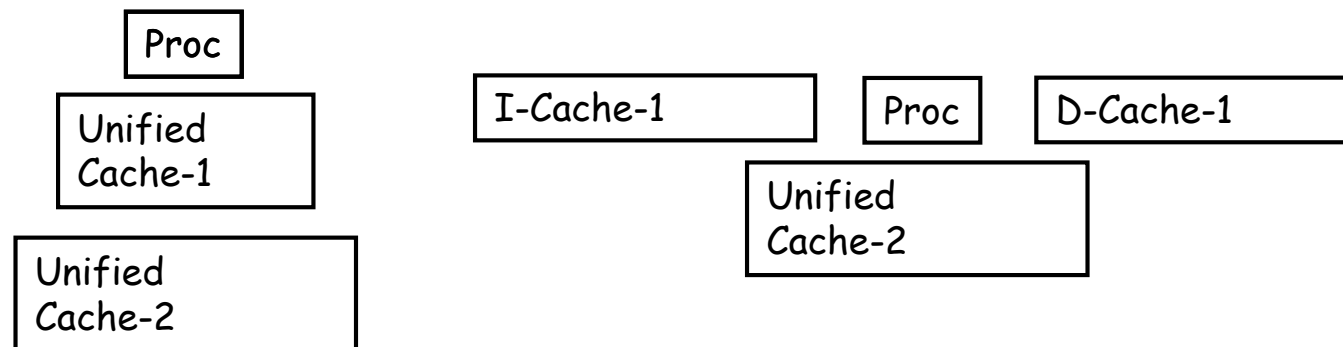 Proc
Unified
Cache-1
Unified
Cache-2
I-Cache-1
Proc
D-Cache-1
Unified
Cache-2